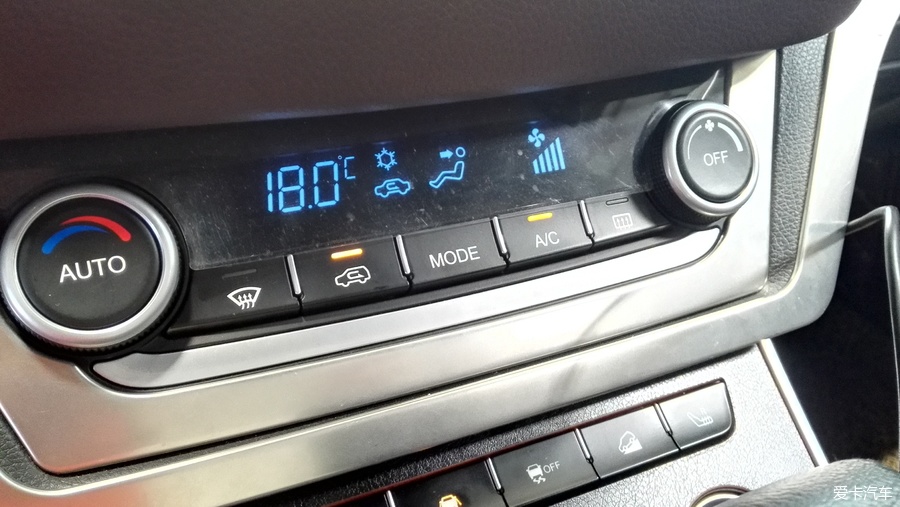 18.0°C
OFF
AUTO
MODE
A/C
OFF
爱卡汽车